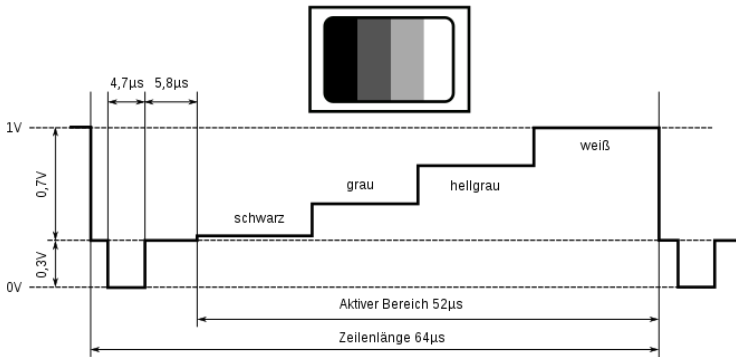 4,7µs 5,8µs
1V
weiß
0,7V
grau
hellgrau
schwarz
0,3V
0V
Aktiver Bereich 52µs
Zeilenlänge 64µs